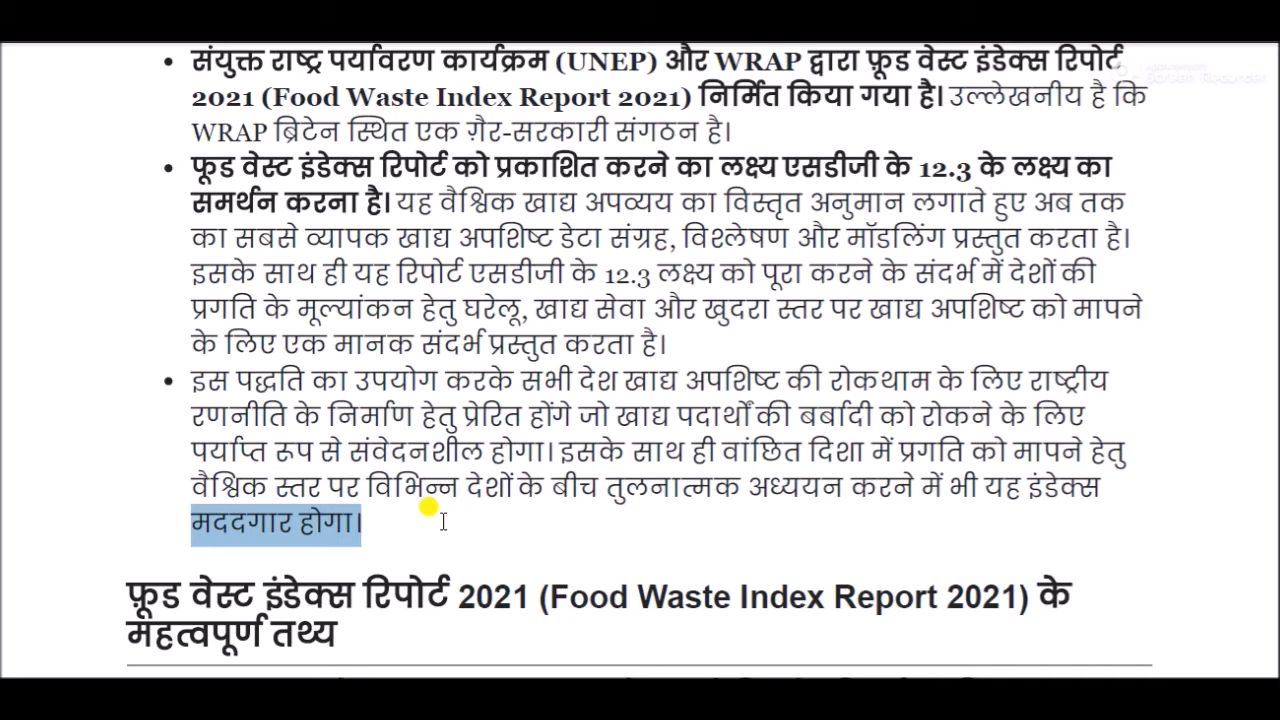 संयुक्त राष्ट्र पर्यावरण कार्यक्रम (UNEP) और WRAP द्वारा फ़ूड वेस्ट इंडेक्स रिपोर्ट
2021 (Food Waste Index Report 2021) निर्मित किया गया है। उल्लेखनीय है कि
WRAP ब्रिटेन स्थित एक ग़ैर-सरकारी संगठन है।
फ़ूड वेस्ट इंडेक्स रिपोर्ट को प्रकाशित करने का लक्ष्य एसडीजी के 12.3 के लक्ष्य का
समर्थन करना है। यह वैश्विक खाद्य अपव्यय का विस्तृत अनुमान लगाते हुए अब तक
का सबसे व्यापक खाद्य अपशिष्ट डेटा संग्रह, विश्लेषण और मॉडलिंग प्रस्तुत करता है।
इसके साथ ही यह रिपोर्ट एसडीजी के 12.3 लक्ष्य को पूरा करने के संदर्भ में देशों की
प्रगति के मूल्यांकन हेतु घरेलू, खाद्य सेवा और खुदरा स्तर पर खाद्य अपशिष्ट को मापने
के लिए एक मानक संदर्भ प्रस्तुत करता है।
इस पद्धति का उपयोग करके सभी देश खाद्य अपशिष्ट की रोकथाम के लिए राष्ट्रीय
रणनीति के निर्माण हेतु प्रेरित होंगे जो खाद्य पदार्थों की बर्बादी को रोकने के लिए
पर्याप्त रूप से संवेदनशील होगा। इसके साथ ही वांछित दिशा में प्रगति को मापने हेतु
वैश्विक स्तर पर विभिन्न देशों के बीच तुलनात्मक अध्ययन करने में भी यह इंडेक्स
मददगार होगा।
फ़ूड वेस्ट इंडेक्स रिपोर्ट 2021 (Food Waste Index Report 2021) के
महत्वपूर्ण तथ्य